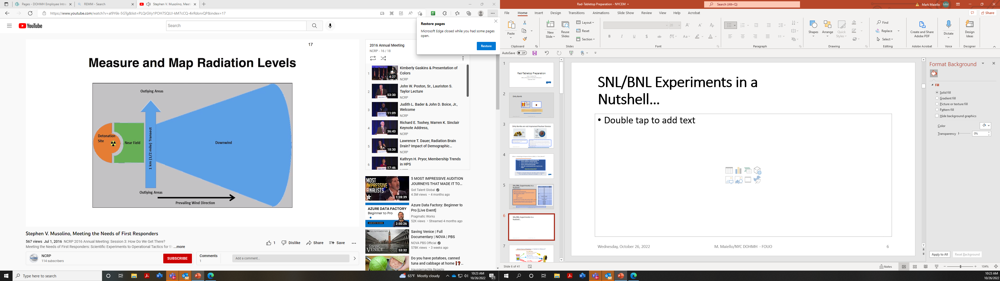 Pages - DOHMH Employee Intra
REMM - Search
Stephen V. Musolino, Meeti
https://www.youtube.com/watch?v=al9Y6k-5GTg&list=PLQrGVy1POH7SQUJ-kM7cCQ-4irRdorvQP&index=17
YouTube
Search
Restore pages
Microsoft Edge closed while you had some pages
open.
Restore
17
Measure and Map Radiation Levels
Outlying Areas
Detonation
Site
Near Field
1 km (1/2 mile) Transect
Downwind
Outlying Areas
Prevailing Wind Direction
Stephen V. Musolino, Meeting the Needs of First Responders
567 views Jul 1, 2016 NCRP 2016 Annual Meeting: Session 3: How Do We Get There?
Meeting the Needs of First Responders: Scientific Experiments to Operational Tactics for th ...more
1
Dislike
Share
Save
NCRP
114 subscribers
SUBSCRIBE
Comments
1
Add a comment...
2016 Annual Meeting
NCRP - 16 / 18
1
4:27
Kimberly Gaskins & Presentation of
Colors
NCRP
2
53:30
John W. Poston, Sr., Lauriston S.
Taylor Lecture
NCRP
3
11:09
Judith L. Bader & John D. Boice, Jr.,
Welcome
NCRP
4
36:43
Richard E. Toohey, Warren K. Sinclair
Keynote Address,
NCRP
5
18:30
Lawrence T. Dauer, Radiation Brain
Drain? Impact of Demographic...
NCRP
6
17:46
Kathryn H. Pryor, Membership Trends
in HPS
MOST
IMPRESSIVE
FINALISTS
1:28:39
5 MOST IMPRESSIVE AUDITION
JOURNEYS THAT MADE IT TO...
Got Talent Global
4.5M views • 4 months ago
AZURE DATA FACTORY
Beginner to Pro
2:50:26
Azure Data Factory: Beginner to
Pro [Live Event]
Pragmatic Works
52K views • Streamed 4 months ago
FULL DOCUMENTARY
SAVING
VENICE
53:32
Saving Venice | Full
Documentary | NOVA | PBS
NOVA PBS Official
578K views • 3 weeks ago
Do you have potatoes, canned
tuna and cabbage at home
Hausgemachte Rezepte
Type here to search
65°F Mostly cloudy
10:23 AM
10/26/2022
21
Rad-Tabletop Preparation - NYCEM
Search (Alt+Q)
Mark Maiello
MM
File
Home
Insert
Design
Transitions
Animations
Slide Show
Review
View
Help
Acrobat
Share
Paste
Clipboard
New
Slide
Reuse
Slides
Layout
Reset
Section
Slides
20
Font
Paragraph
Shapes
Arrange
Quick
Styles
Drawing
Find
Replace
Select
Editing
Create and Share
Adobe PDF
Adobe Acrobat
Dictate
Voice
Design
Ideas
Designer
AutoSave
Off
1
Rad-Tabletop Preparation
2
Dirty Bomb
3
Dirty Bombs are not Improvised Nuclear Devices
4
5
SNL/BNL Experiments in a
Nutshell...
6
SNL/BNL Experiments in a
Nutshell...
7
SNL/BNL Experiments in a
Nutshell...
• Double tap to add text
Wednesday, October 26, 2022
M. Maiello/NYC DOHMH - FOUO
6
Format Background
Fill
Solid fill
Gradient fill
Picture or texture fill
Pattern fill
Hide background graphics
Color
Transparency
0%
Apply to All
Reset Background
Slide 6 of 41
Notes
104%
10:23 AM
10/26/2022